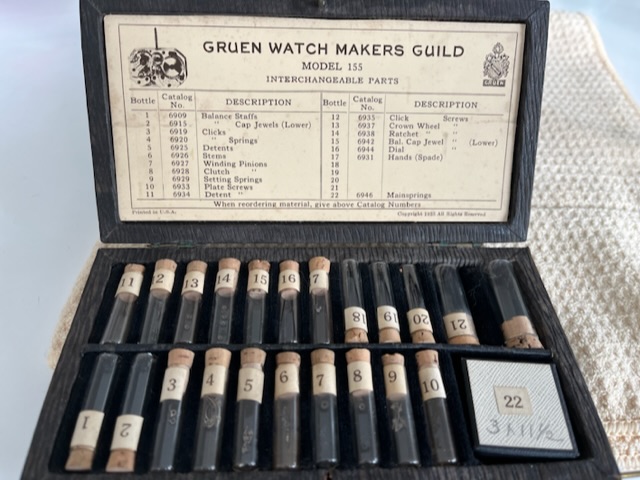 GRUEN WATCH MAKERS GUILD
MODEL 155
INTERCHANGEABLE PARTS
GRUEN
Bottle Catalog No. DESCRIPTION Bottle Catalog No. DESCRIPTION
1 6909 Balance Staffs
2 6915 " Cap Jewels (Lower)
3 6919 Clicks
4 6920 " Springs
5 6925 Detents
6 6926 Stems
7 6927 Winding Pinions
8 6928 Clutch "
9 6929 Setting Springs
10 6933 Plate Screws
11 6934 Detent "
12 6935 Click Screws
13 6937 Crown Wheel "
14 6938 Ratchet " "
15 6942 Bal. Cap Jewel " (Lower)
16 6944 Dial "
17 6931 Hands (Spade)
18
19
20
21
22 6946 Mainsprings
When reordering material, give above Catalog Numbers.
Printed in U.S.A. Copyright All Rights Reserved
11 12 13 14 15 16 17 18 19 20 21
1 2 3 4 5 6 7 8 9 10
22
3 X 11½